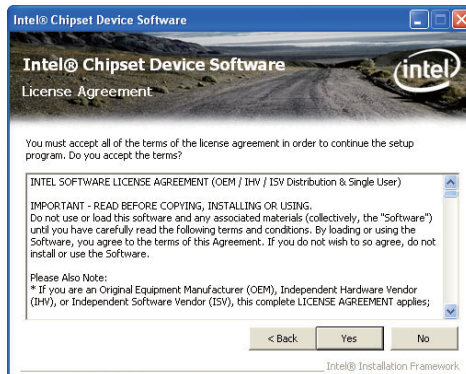 Intel® Chipset Device Software
Intel® Chipset Device Software
intel
License Agreement
You must accept all of the terms of the license agreement in order to continue the setup
program. Do you accept the terms?
INTEL SOFTWARE LICENSE AGREEMENT (OEM / IHV / ISV Distribution & Single User)
IMPORTANT - READ BEFORE COPYING, INSTALLING OR USING.
Do not use or load this software and any associated materials (collectively, the "Software")
until you have carefully read the following terms and conditions. By loading or using the
Software, you agree to the terms of this Agreement. If you do not wish to so agree, do not
install or use the Software.
Please Also Note:
* If you are an Original Equipment Manufacturer (OEM), Independent Hardware Vendor
(IHV), or Independent Software Vendor (ISV), this complete LICENSE AGREEMENT applies;
< Back Yes No
Intel® Installation Framework